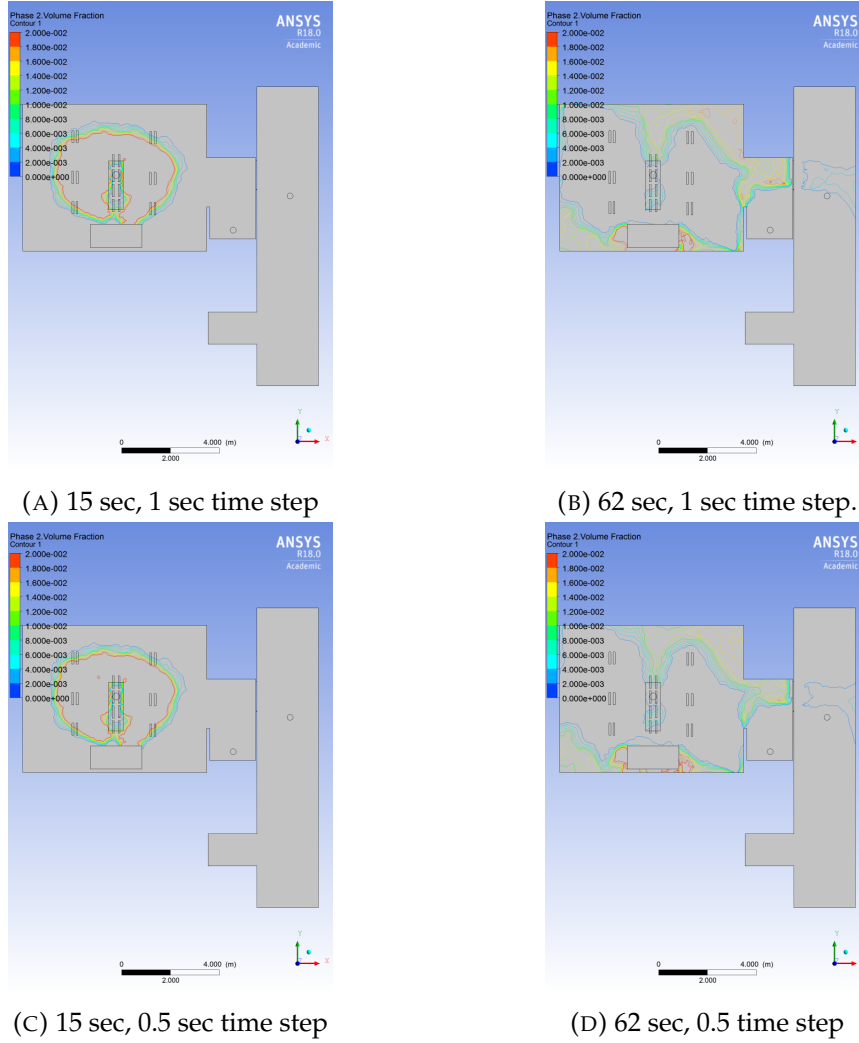 Phase 2.Volume Fraction
Contour 1
2.000e-002
1.800e-002
1.600e-002
1.400e-002
1.200e-002
1.000e-002
8.000e-003
6.000e-003
4.000e-003
2.000e-003
0.000e+000
ANSYS
R18.0
Academic
0 4.000 (m)
2.000
Y
X
(A) 15 sec, 1 sec time step
Phase 2.Volume Fraction
Contour 1
2.000e-002
1.800e-002
1.600e-002
1.400e-002
1.200e-002
1.000e-002
8.000e-003
6.000e-003
4.000e-003
2.000e-003
0.000e+000
ANSYS
R18.0
Academic
0 4.000 (m)
2.000
Y
(B) 62 sec, 1 sec time step.
Phase 2.Volume Fraction
Contour 1
2.000e-002
1.800e-002
1.600e-002
1.400e-002
1.200e-002
1.000e-002
8.000e-003
6.000e-003
4.000e-003
2.000e-003
0.000e+000
ANSYS
R18.0
Academic
0 4.000 (m)
2.000
Y
X
(C) 15 sec, 0.5 sec time step
Phase 2.Volume Fraction
Contour 1
2.000e-002
1.800e-002
1.600e-002
1.400e-002
1.200e-002
1.000e-002
8.000e-003
6.000e-003
4.000e-003
2.000e-003
0.000e+000
ANSYS
R18.0
Academic
0 4.000 (m)
2.000
Y
(D) 62 sec, 0.5 time step